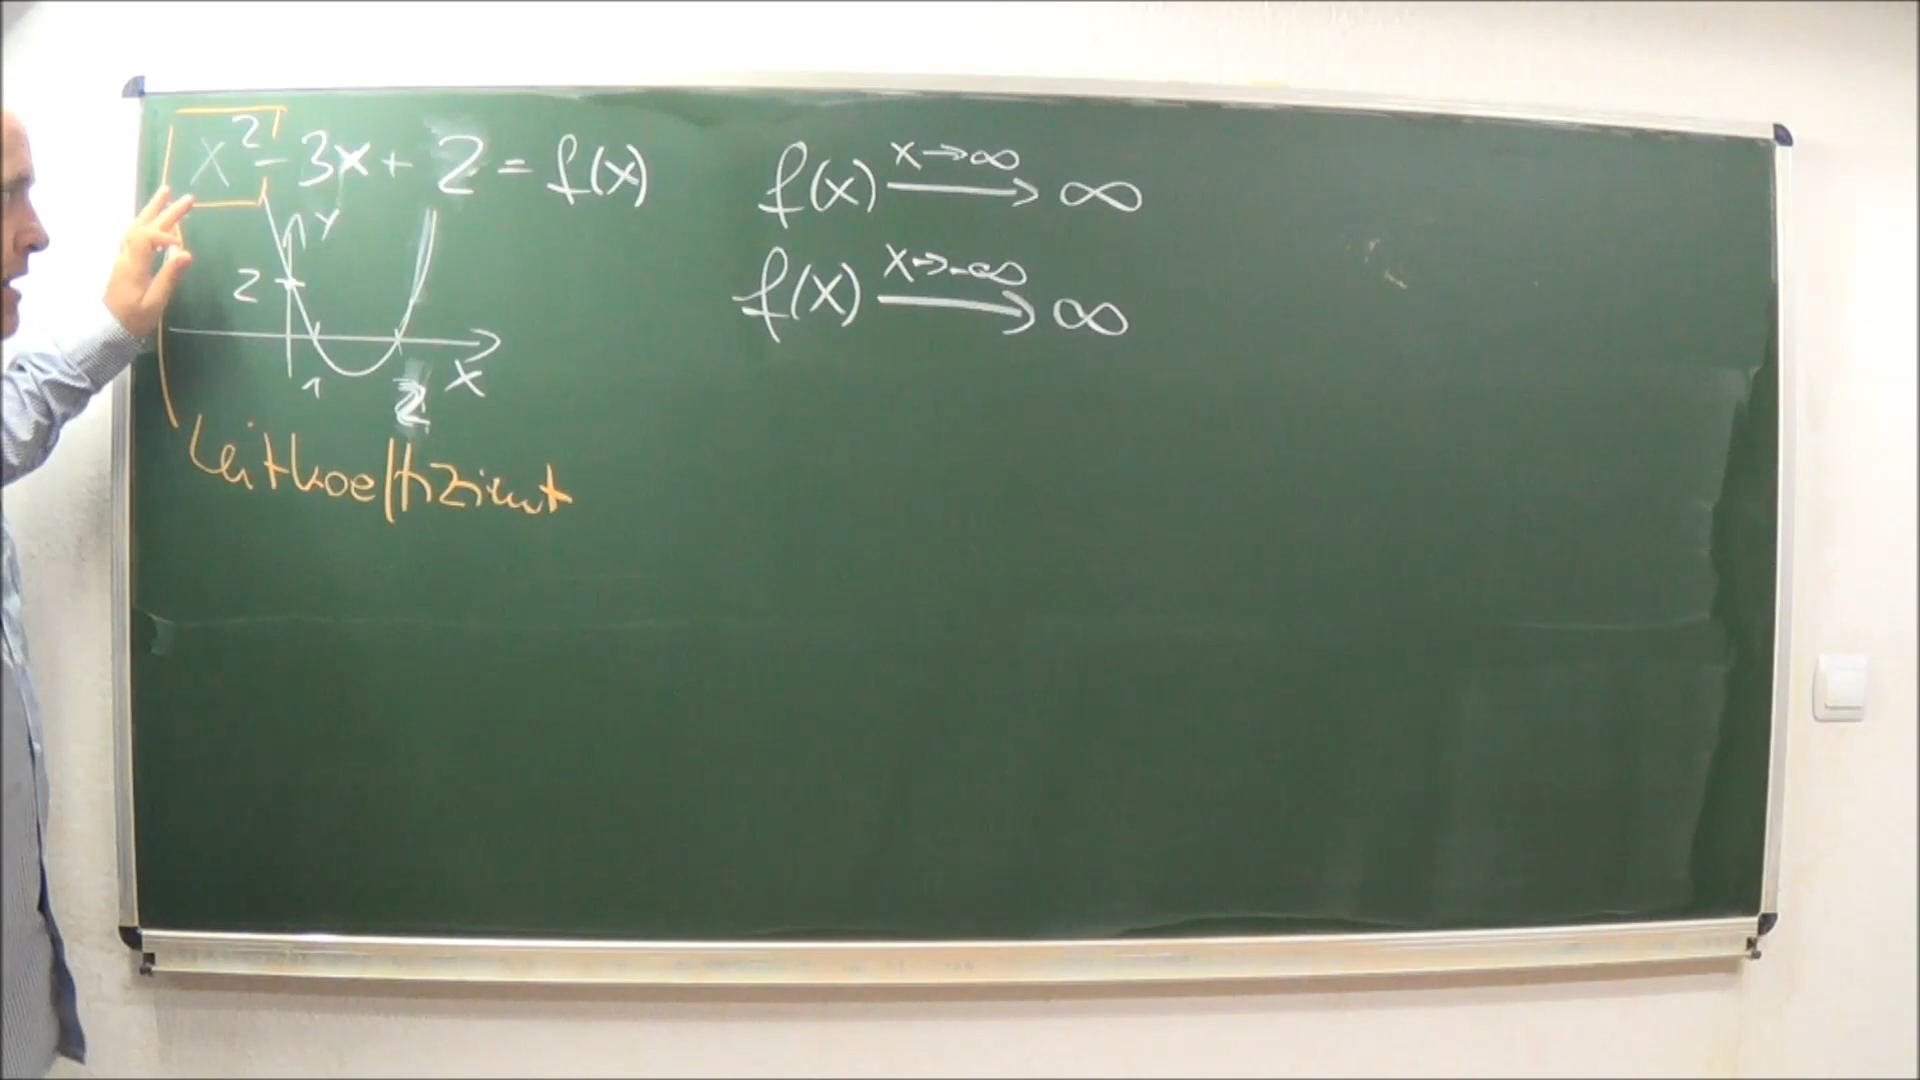 x² - 3x + 2 = f(x)
f(x) x→∞ ⟶ ∞
f(x) x→-∞ ⟶ ∞
y
2
1 2 x
Leitkoeffizient